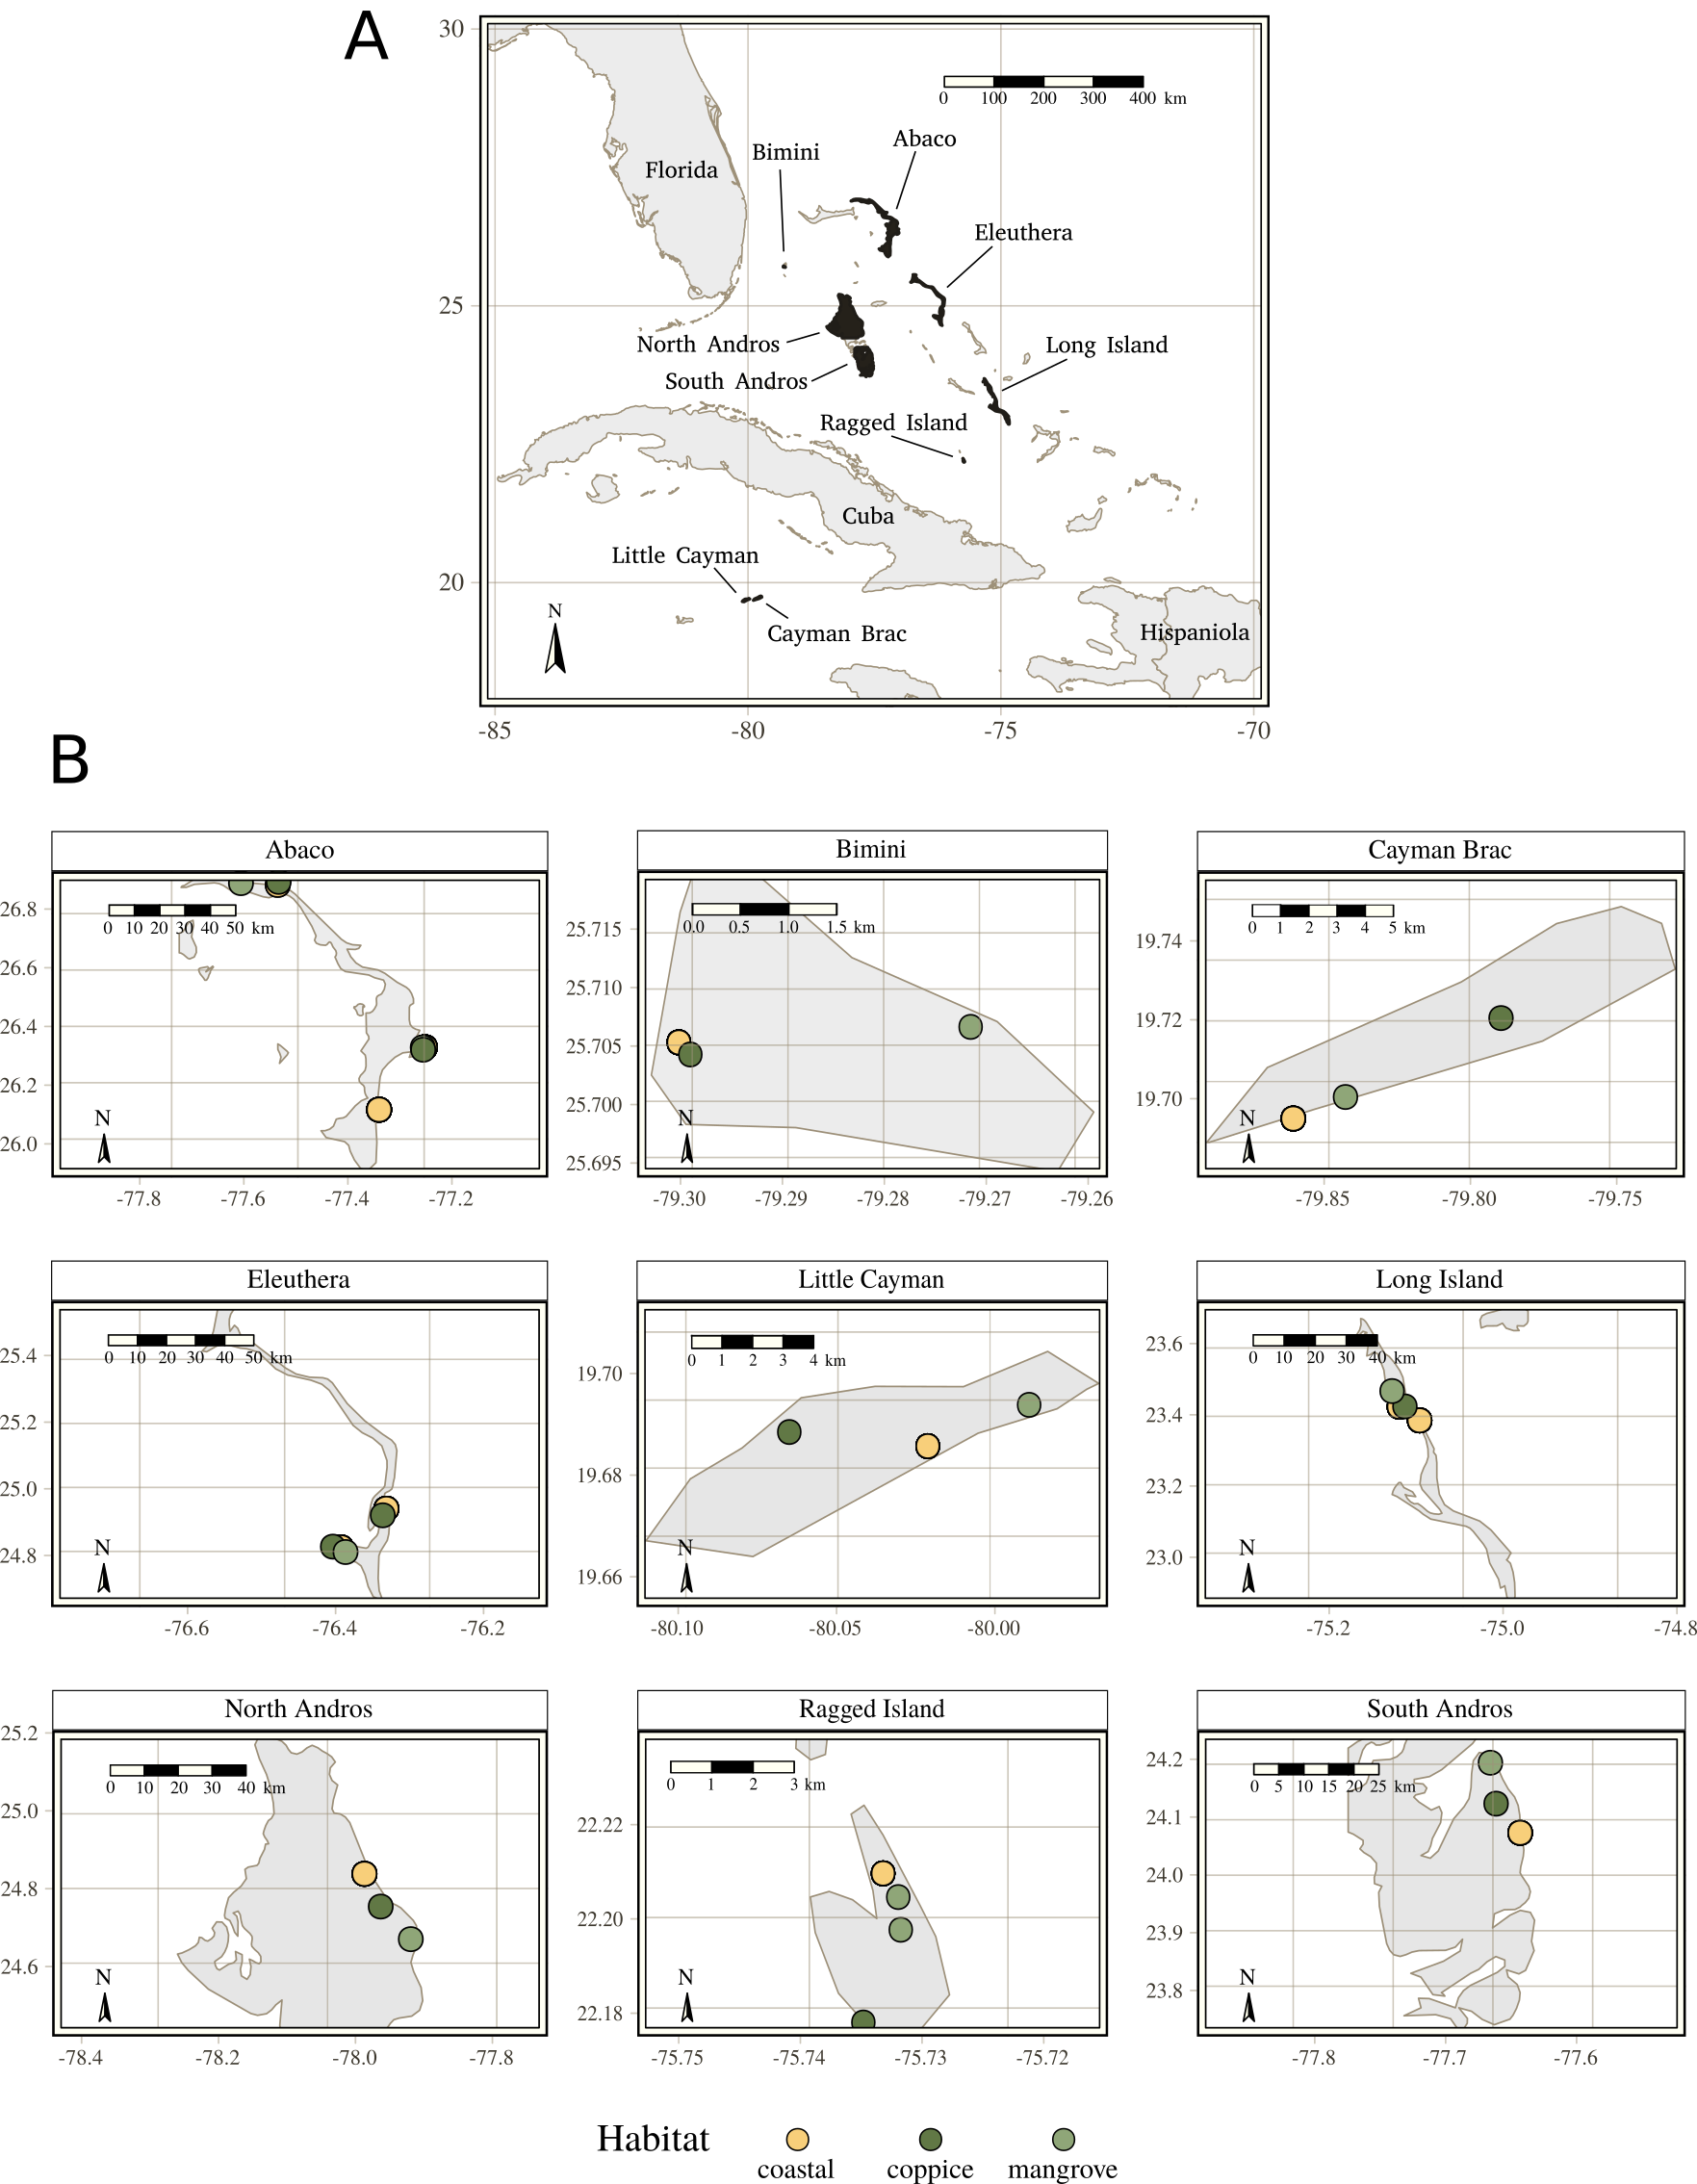 A
30
25
20
0 100 200 300 400 km
Bimini
Abaco
Florida
Eleuthera
North Andros
Long Island
South Andros
Ragged Island
Cuba
Little Cayman
N
Cayman Brac
Hispaniola
-85 -80 -75 -70
B
Abaco
26.8
26.6
26.4
26.2
26.0
0 10 20 30 40 50 km
N
-77.8 -77.6 -77.4 -77.2
Bimini
25.715
25.710
25.705
25.700
25.695
0.0 0.5 1.0 1.5 km
N
-79.30 -79.29 -79.28 -79.27 -79.26
Cayman Brac
19.74
19.72
19.70
0 1 2 3 4 5 km
N
-79.85 -79.80 -79.75
Eleuthera
25.4
25.2
25.0
24.8
0 10 20 30 40 50 km
N
-76.6 -76.4 -76.2
Little Cayman
19.70
19.68
19.66
0 1 2 3 4 km
N
-80.10 -80.05 -80.00
Long Island
23.6
23.4
23.2
23.0
0 10 20 30 40 km
N
-75.2 -75.0 -74.8
North Andros
25.2
25.0
24.8
24.6
0 10 20 30 40 km
N
-78.4 -78.2 -78.0 -77.8
Ragged Island
22.22
22.20
22.18
0 1 2 3 km
N
-75.75 -75.74 -75.73 -75.72
South Andros
24.2
24.1
24.0
23.9
23.8
0 5 10 15 20 25 km
N
-77.8 -77.7 -77.6
Habitat
coastal coppice mangrove